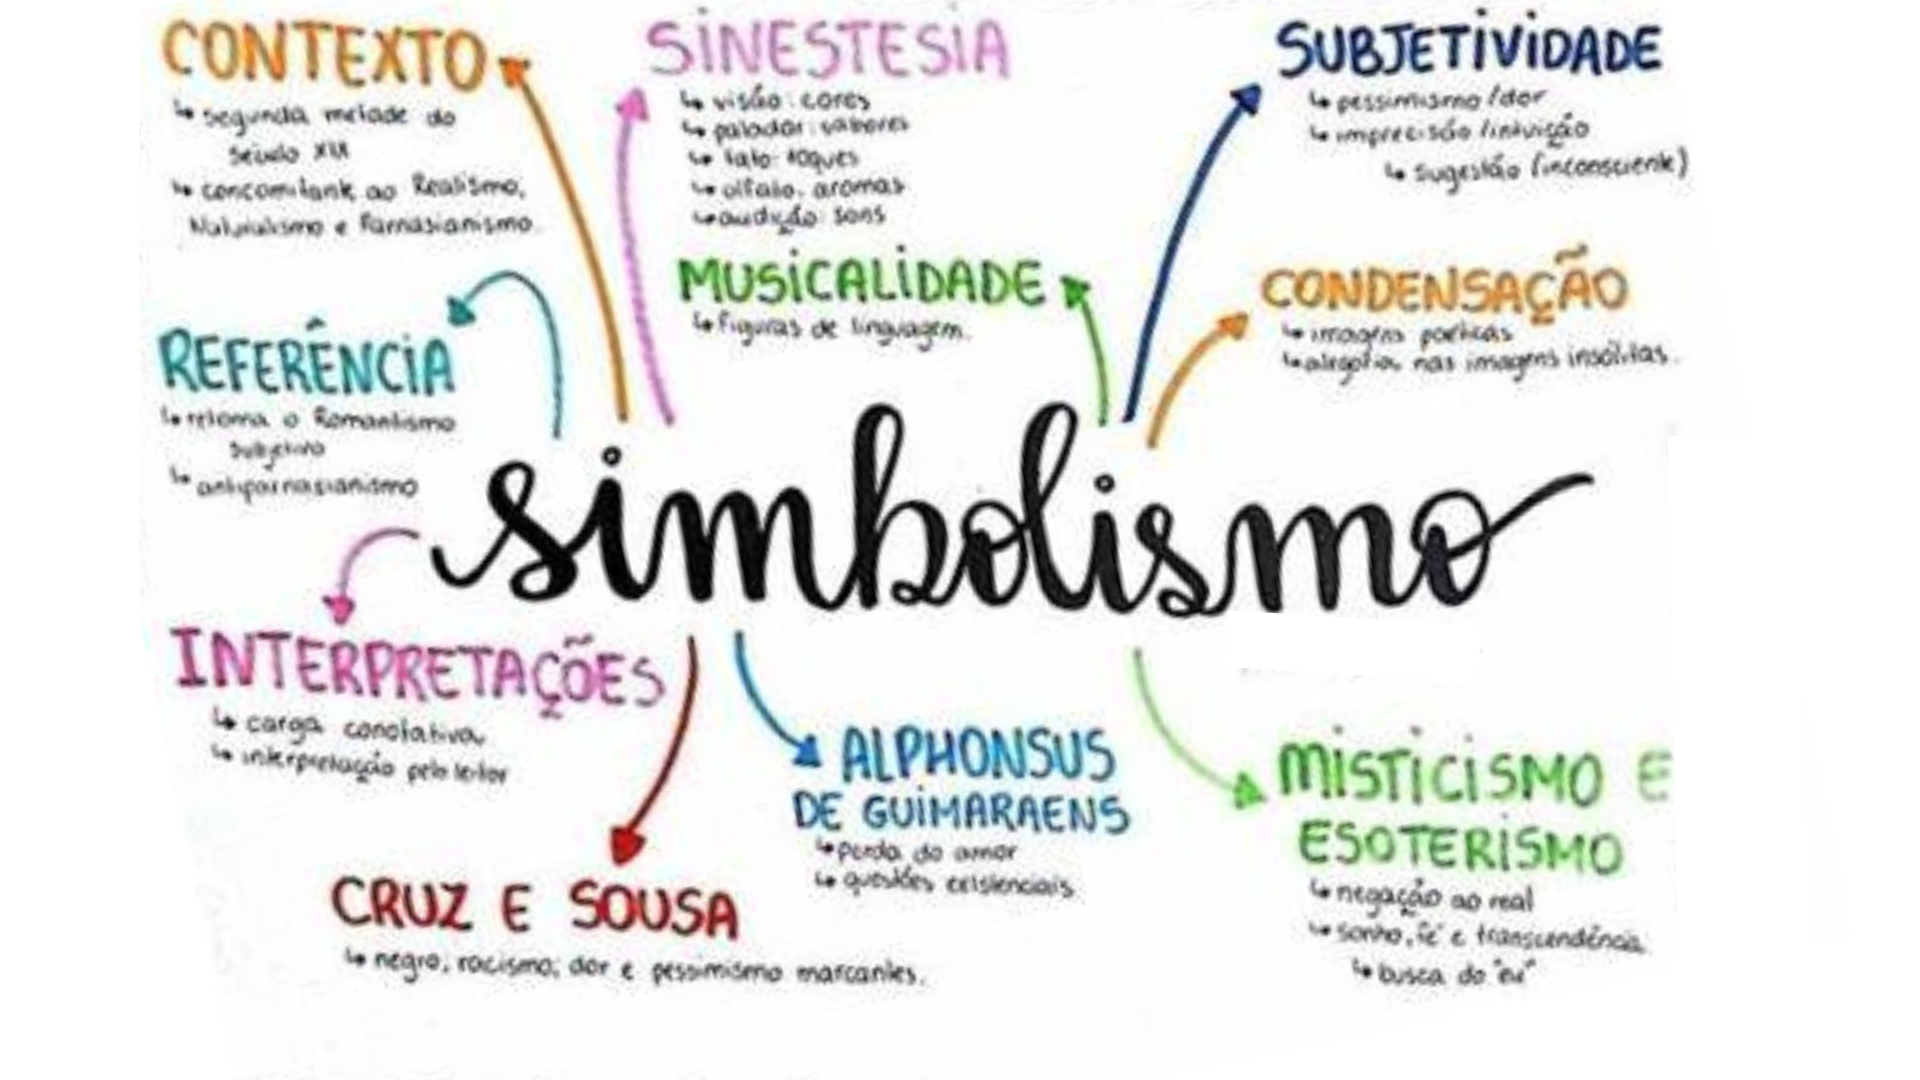 CONTEXTO
↳ segunda metade do
século XIX
↳ concomitante ao Realismo,
Naturalismo e Parnasianismo.
SINESTESIA
↳ visão: cores
↳ paladar: sabores
↳ tato: toques
↳ olfato: aromas
↳ audição: sons
SUBJETIVIDADE
↳ pessimismo/dor
↳ imprecisão/intuição
↳ sugestão (inconsciente)
MUSICALIDADE
↳ figuras de linguagem.
CONDENSAÇÃO
↳ imagens poéticas
↳ alegoria nas imagens insólitas.
REFERÊNCIA
↳ retoma o Romantismo
subjetivo
↳ antiparnasianismo
simbolismo
INTERPRETAÇÕES
↳ carga conotativa
↳ interpretação pelo leitor
CRUZ E SOUSA
↳ negro, racismo, dor e pessimismo marcantes.
ALPHONSUS
DE GUIMARAENS
↳ perda do amor
↳ questões existenciais
MISTICISMO E
ESOTERISMO
↳ negação ao real
↳ sonho, fé e transcendência
↳ busca do "eu"